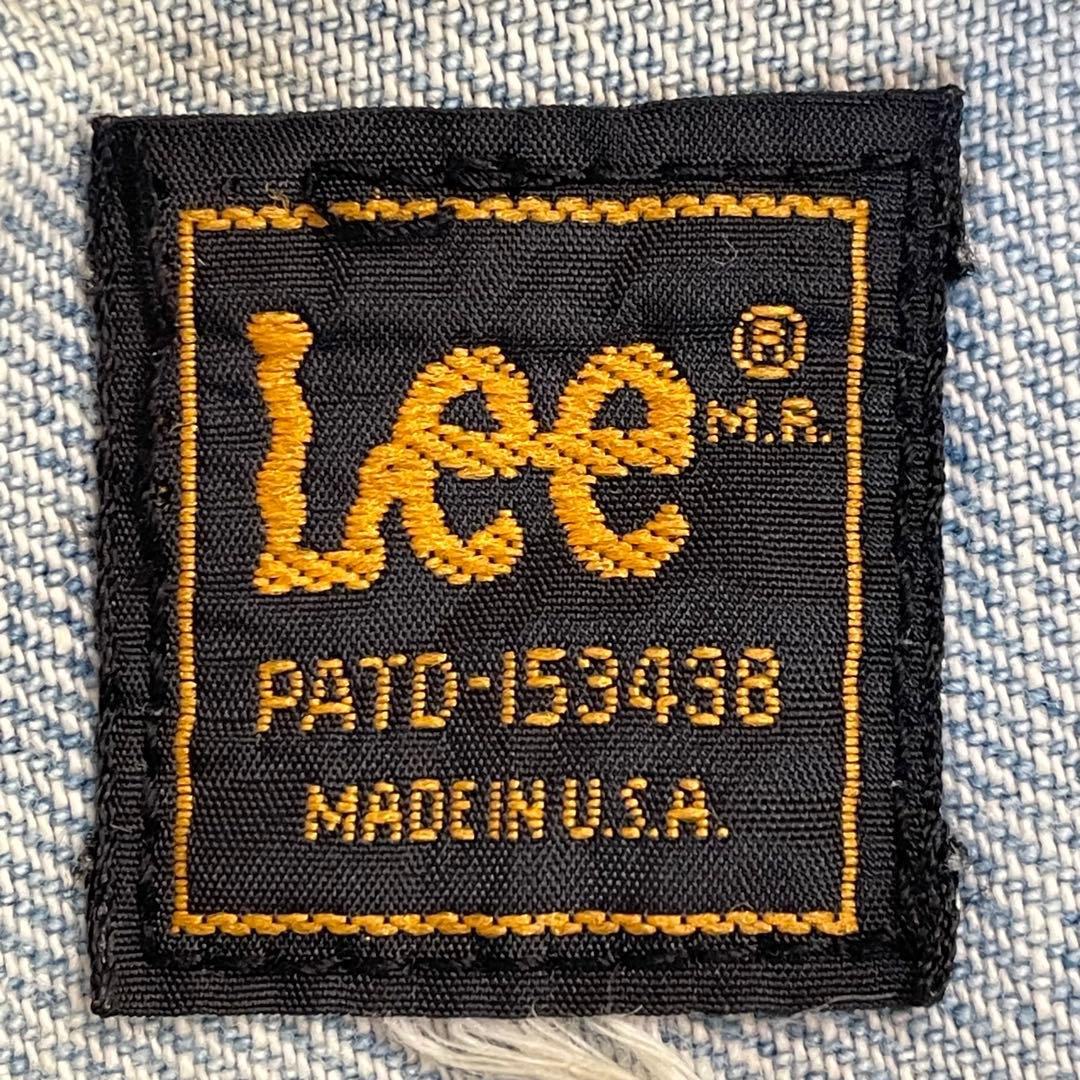 Lee ®
M.R.
PATD-153438
MADE IN U.S.A.